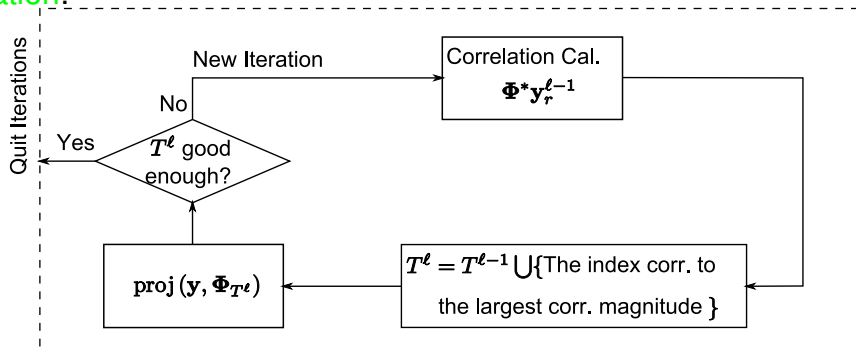 New Iteration
Correlation Cal.
Φ*y_r^{ℓ-1}
No
Quit Iterations
Yes
T^ℓ good
enough?
proj (y, Φ_{T^ℓ})
T^ℓ = T^{ℓ-1} ⋃{The index corr. to
the largest corr. magnitude }